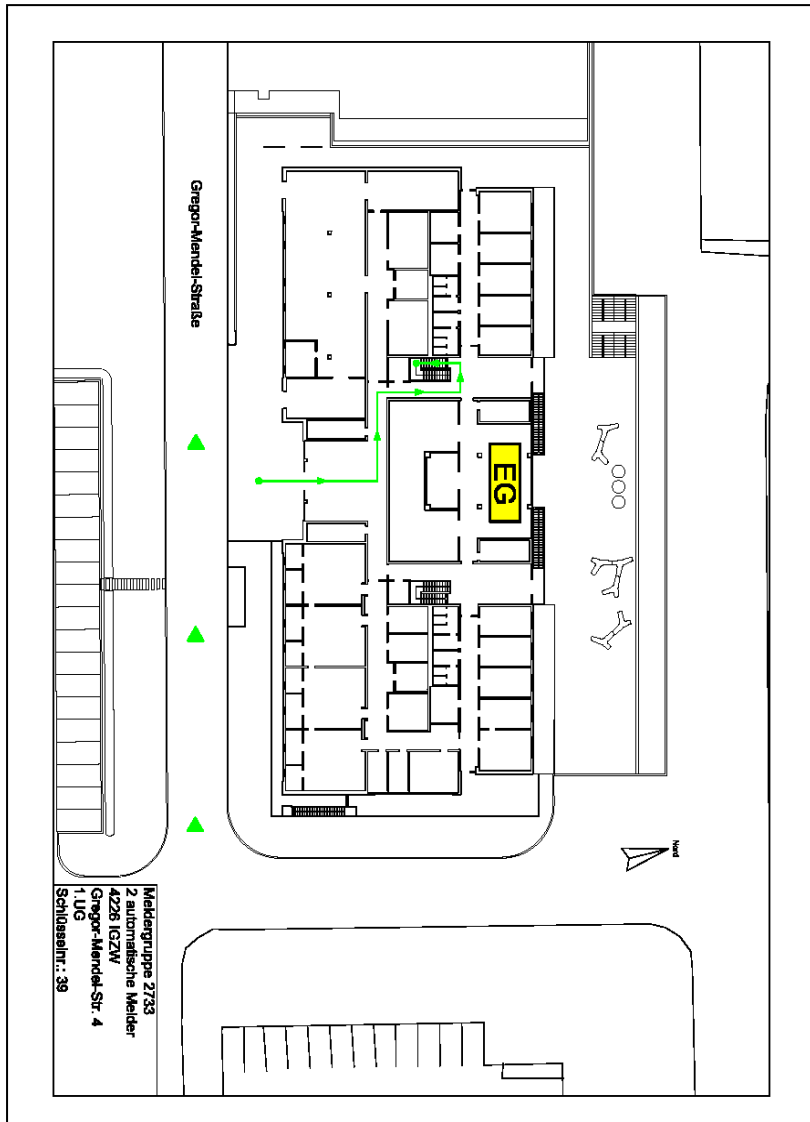 Gregor-Mendel-Straße
EG
Nord
Meldergruppe 2733
2 automatische Melder
4226 IGZW
Gregor-Mendel-Str. 4
1.UG
Schlüsselnr.: 39